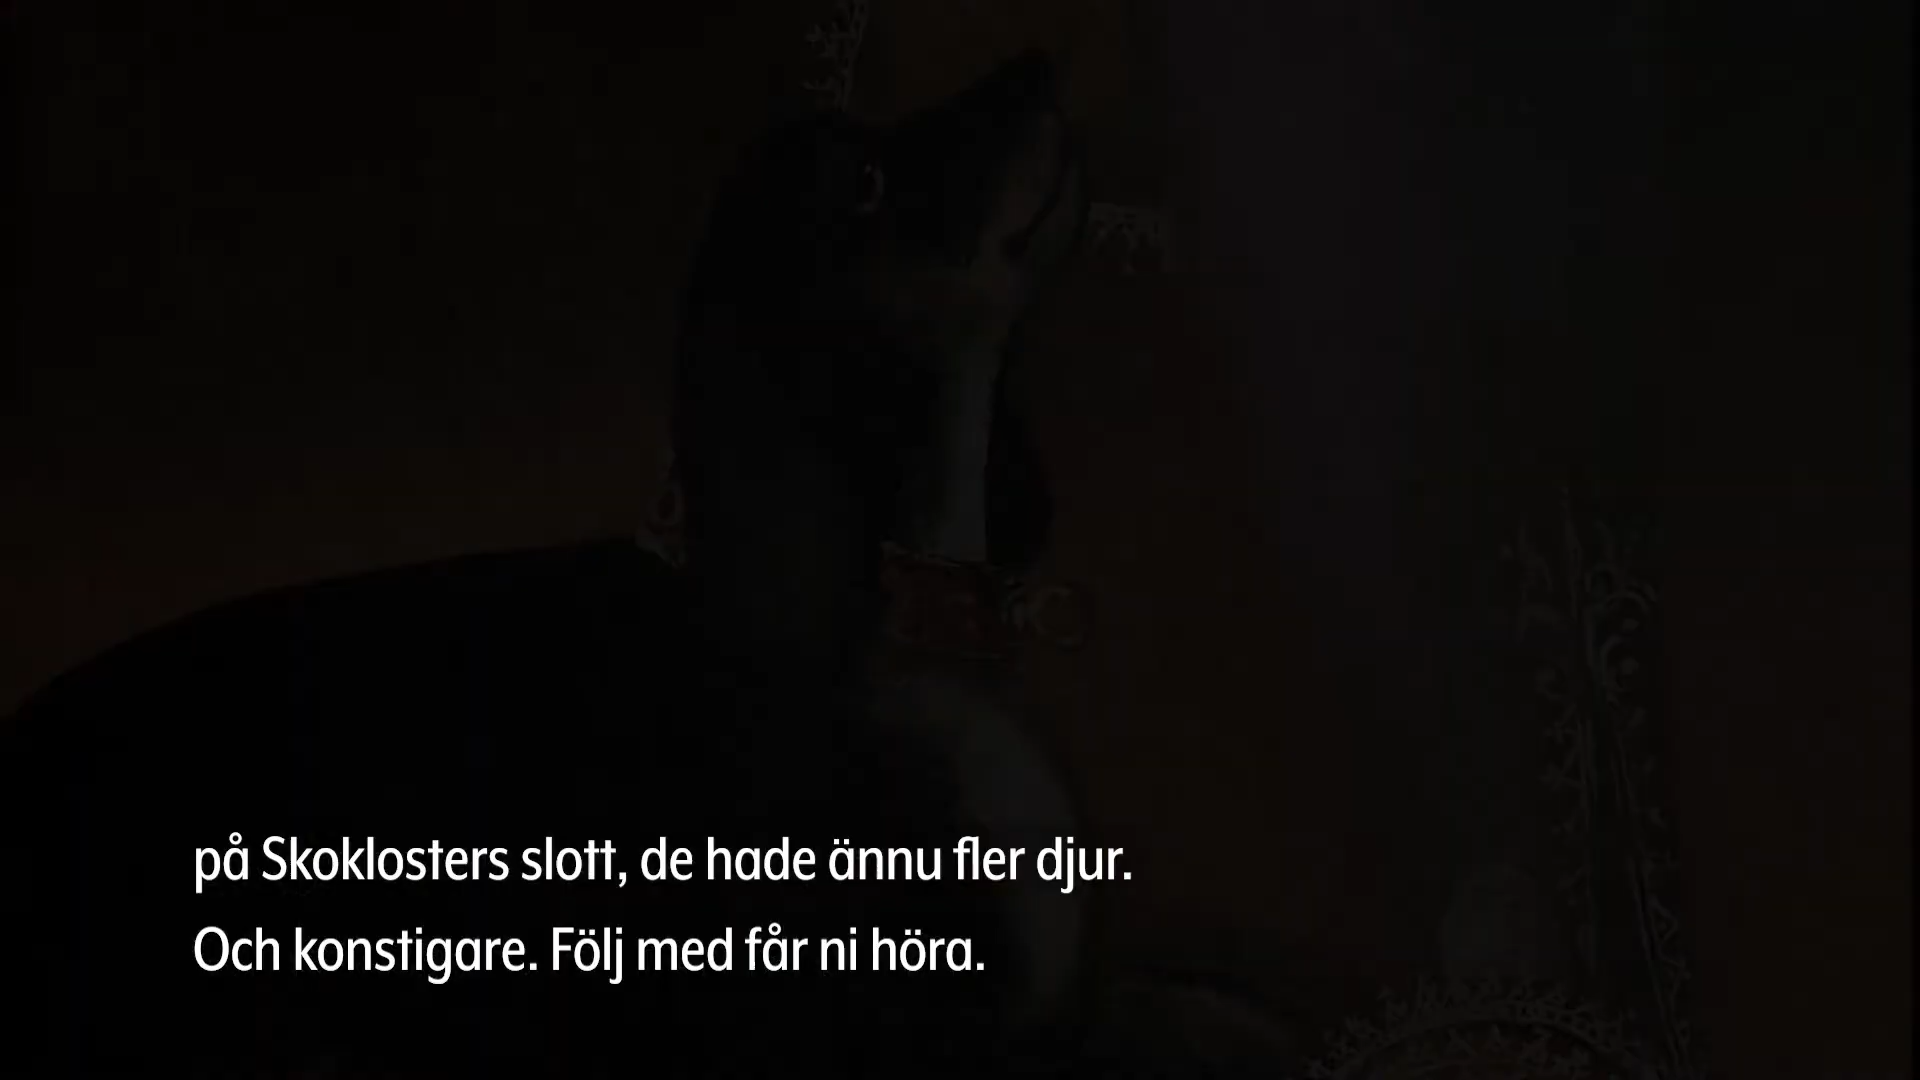 på Skoklosters slott, de hade ännu fler djur.
Och konstigare. Följ med får ni höra.